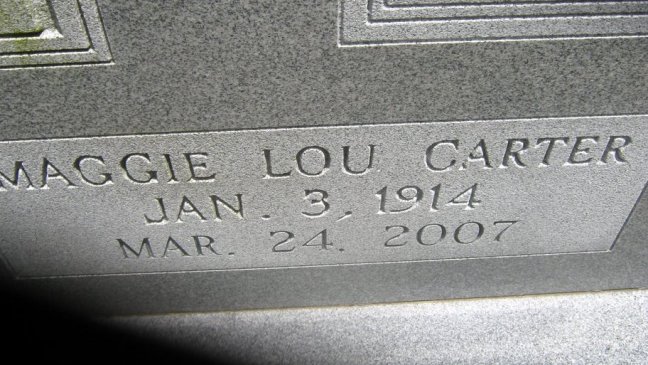 MAGGIE LOU CARTER
JAN. 3, 1914
MAR. 24, 2007